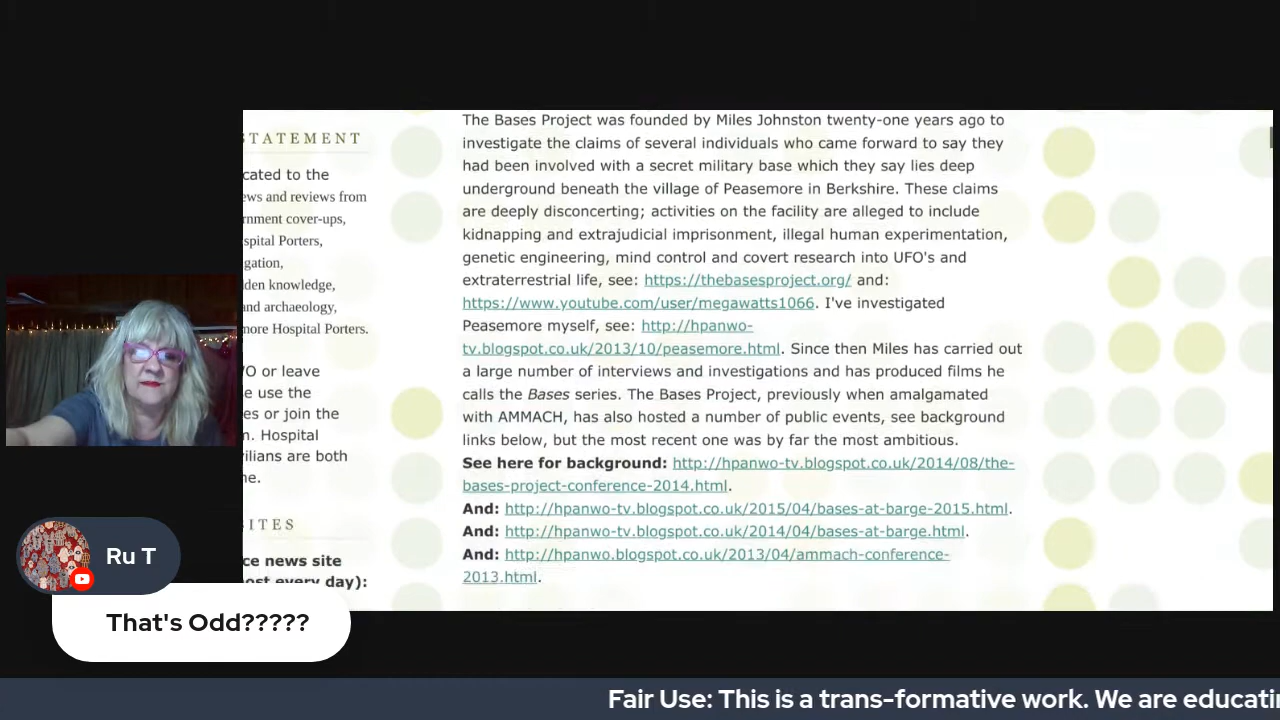 STATEMENT
cated to the
ews and reviews from
rnment cover-ups,
spital Porters,
gation,
den knowledge,
and archaeology,
more Hospital Porters.
O or leave
e use the
es or join the
n. Hospital
vilians are both
ne.
ITES
ce news site
ost every day):
The Bases Project was founded by Miles Johnston twenty-one years ago to
investigate the claims of several individuals who came forward to say they
had been involved with a secret military base which they say lies deep
underground beneath the village of Peasemore in Berkshire. These claims
are deeply disconcerting; activities on the facility are alleged to include
kidnapping and extrajudicial imprisonment, illegal human experimentation,
genetic engineering, mind control and covert research into UFO's and
extraterrestrial life, see: https://thebasesproject.org/ and:
https://www.youtube.com/user/megawatts1066. I've investigated
Peasemore myself, see: http://hpanwo-
tv.blogspot.co.uk/2013/10/peasemore.html. Since then Miles has carried out
a large number of interviews and investigations and has produced films he
calls the Bases series. The Bases Project, previously when amalgamated
with AMMACH, has also hosted a number of public events, see background
links below, but the most recent one was by far the most ambitious.
See here for background: http://hpanwo-tv.blogspot.co.uk/2014/08/the-
bases-project-conference-2014.html.
And: http://hpanwo-tv.blogspot.co.uk/2015/04/bases-at-barge-2015.html.
And: http://hpanwo-tv.blogspot.co.uk/2014/04/bases-at-barge.html.
And: http://hpanwo.blogspot.co.uk/2013/04/ammach-conference-
2013.html.
Ru T
That's Odd?????
Fair Use: This is a trans-formative work. We are educati